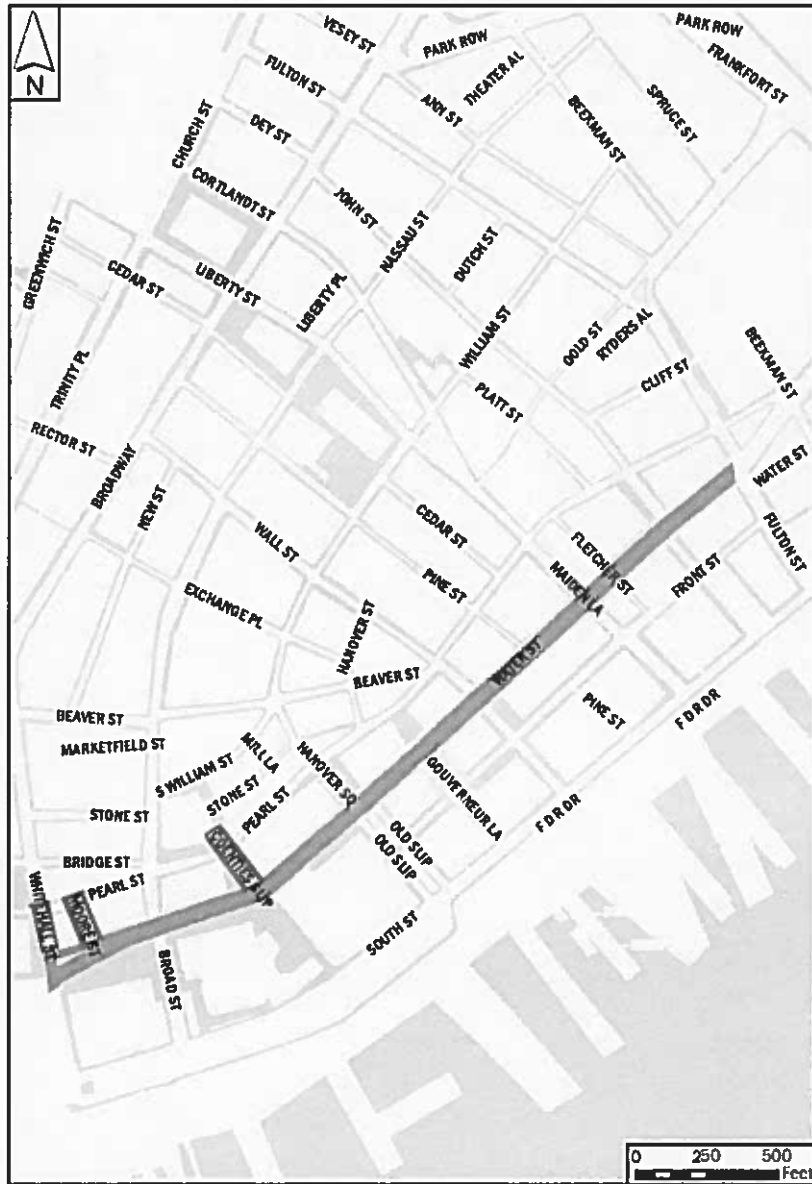 PARK ROW
VESEY ST
PARK ROW
FRANKFORT ST
FULTON ST
THEATER AL
ANN ST
SPRUCE ST
N
BEEKMAN ST
DEY ST
CHURCH ST
CORTLANDT ST
JOHN ST
NASSAU ST
DUTCH ST
GREENWICH ST
CEDAR ST
LIBERTY ST
LIBERTY PL
WILLIAM ST
GOLD ST
RYDERS AL
BEEKMAN ST
TRINITY PL
PLATT ST
CLIFF ST
RECTOR ST
BROADWAY
WATER ST
NEW ST
CEDAR ST
FULTON ST
WALL ST
FLETCHER ST
FRONT ST
PINE ST
MAIDEN LA
EXCHANGE PL
HANOVER ST
WATER ST
BEAVER ST
PINE ST
F D R DR
BEAVER ST
MARKETFIELD ST
MILL LA
HANOVER SQ
GOUVERNEUR LA
S WILLIAM ST
STONE ST
F D R DR
STONE ST
PEARL ST
OLD SLIP
OLD SLIP
COENTIES SLIP
BRIDGE ST
PEARL ST
WHITEHALL ST
MOORE ST
SOUTH ST
BROAD ST
0 250 500
Feet